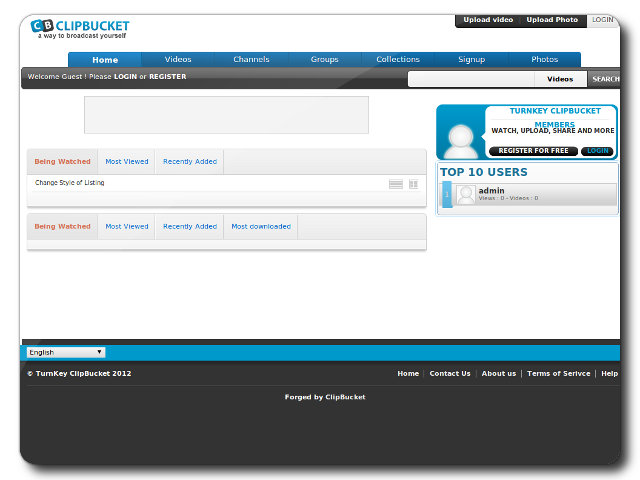 Upload video Upload Photo LOGIN
CB CLIPBUCKET
a way to broadcast yourself
Home Videos Channels Groups Collections Signup Photos
Welcome Guest ! Please LOGIN or REGISTER Videos SEARCH
TURNKEY CLIPBUCKET
MEMBERS
WATCH, UPLOAD, SHARE AND MORE
REGISTER FOR FREE LOGIN
Being Watched Most Viewed Recently Added
TOP 10 USERS
Change Style of Listing
1 admin
Views : 0 - Videos : 0
Being Watched Most Viewed Recently Added Most downloaded
English
© TurnKey ClipBucket 2012 Home Contact Us About us Terms of Serivce Help
Forged by ClipBucket